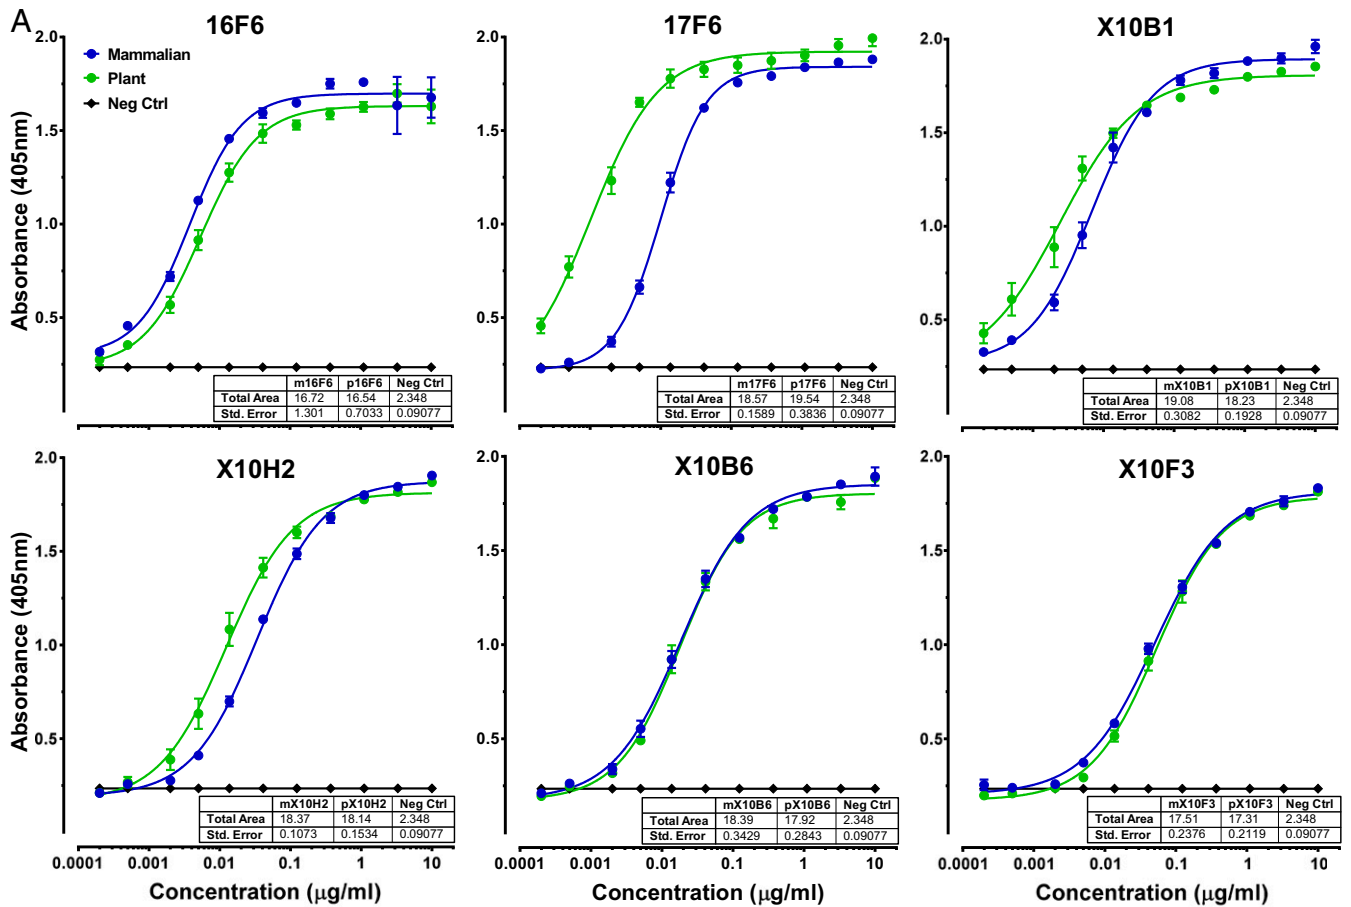 A
16F6
17F6
X10B1
Mammalian
Plant
Neg Ctrl
Absorbance (405nm)
2.0
1.5
1.0
0.5
m16F6 p16F6 Neg Ctrl
Total Area 16.72 16.54 2.348
Std. Error 1.301 0.7033 0.09077
2.0
1.5
1.0
0.5
m17F6 p17F6 Neg Ctrl
Total Area 18.57 19.54 2.348
Std. Error 0.1589 0.3836 0.09077
2.0
1.5
1.0
0.5
mX10B1 pX10B1 Neg Ctrl
Total Area 19.08 18.23 2.348
Std. Error 0.3082 0.1928 0.09077
X10H2
X10B6
X10F3
Absorbance (405nm)
2.0
1.5
1.0
0.5
mX10H2 pX10H2 Neg Ctrl
Total Area 18.37 18.14 2.348
Std. Error 0.1073 0.1534 0.09077
0.0001 0.001 0.01 0.1 1 10
Concentration (μg/ml)
2.0
1.5
1.0
0.5
mX10B6 pX10B6 Neg Ctrl
Total Area 18.39 17.92 2.348
Std. Error 0.3429 0.2843 0.09077
0.0001 0.001 0.01 0.1 1 10
Concentration (μg/ml)
2.0
1.5
1.0
0.5
mX10F3 pX10F3 Neg Ctrl
Total Area 17.51 17.31 2.348
Std. Error 0.2376 0.2119 0.09077
0.0001 0.001 0.01 0.1 1 10
Concentration (μg/ml)